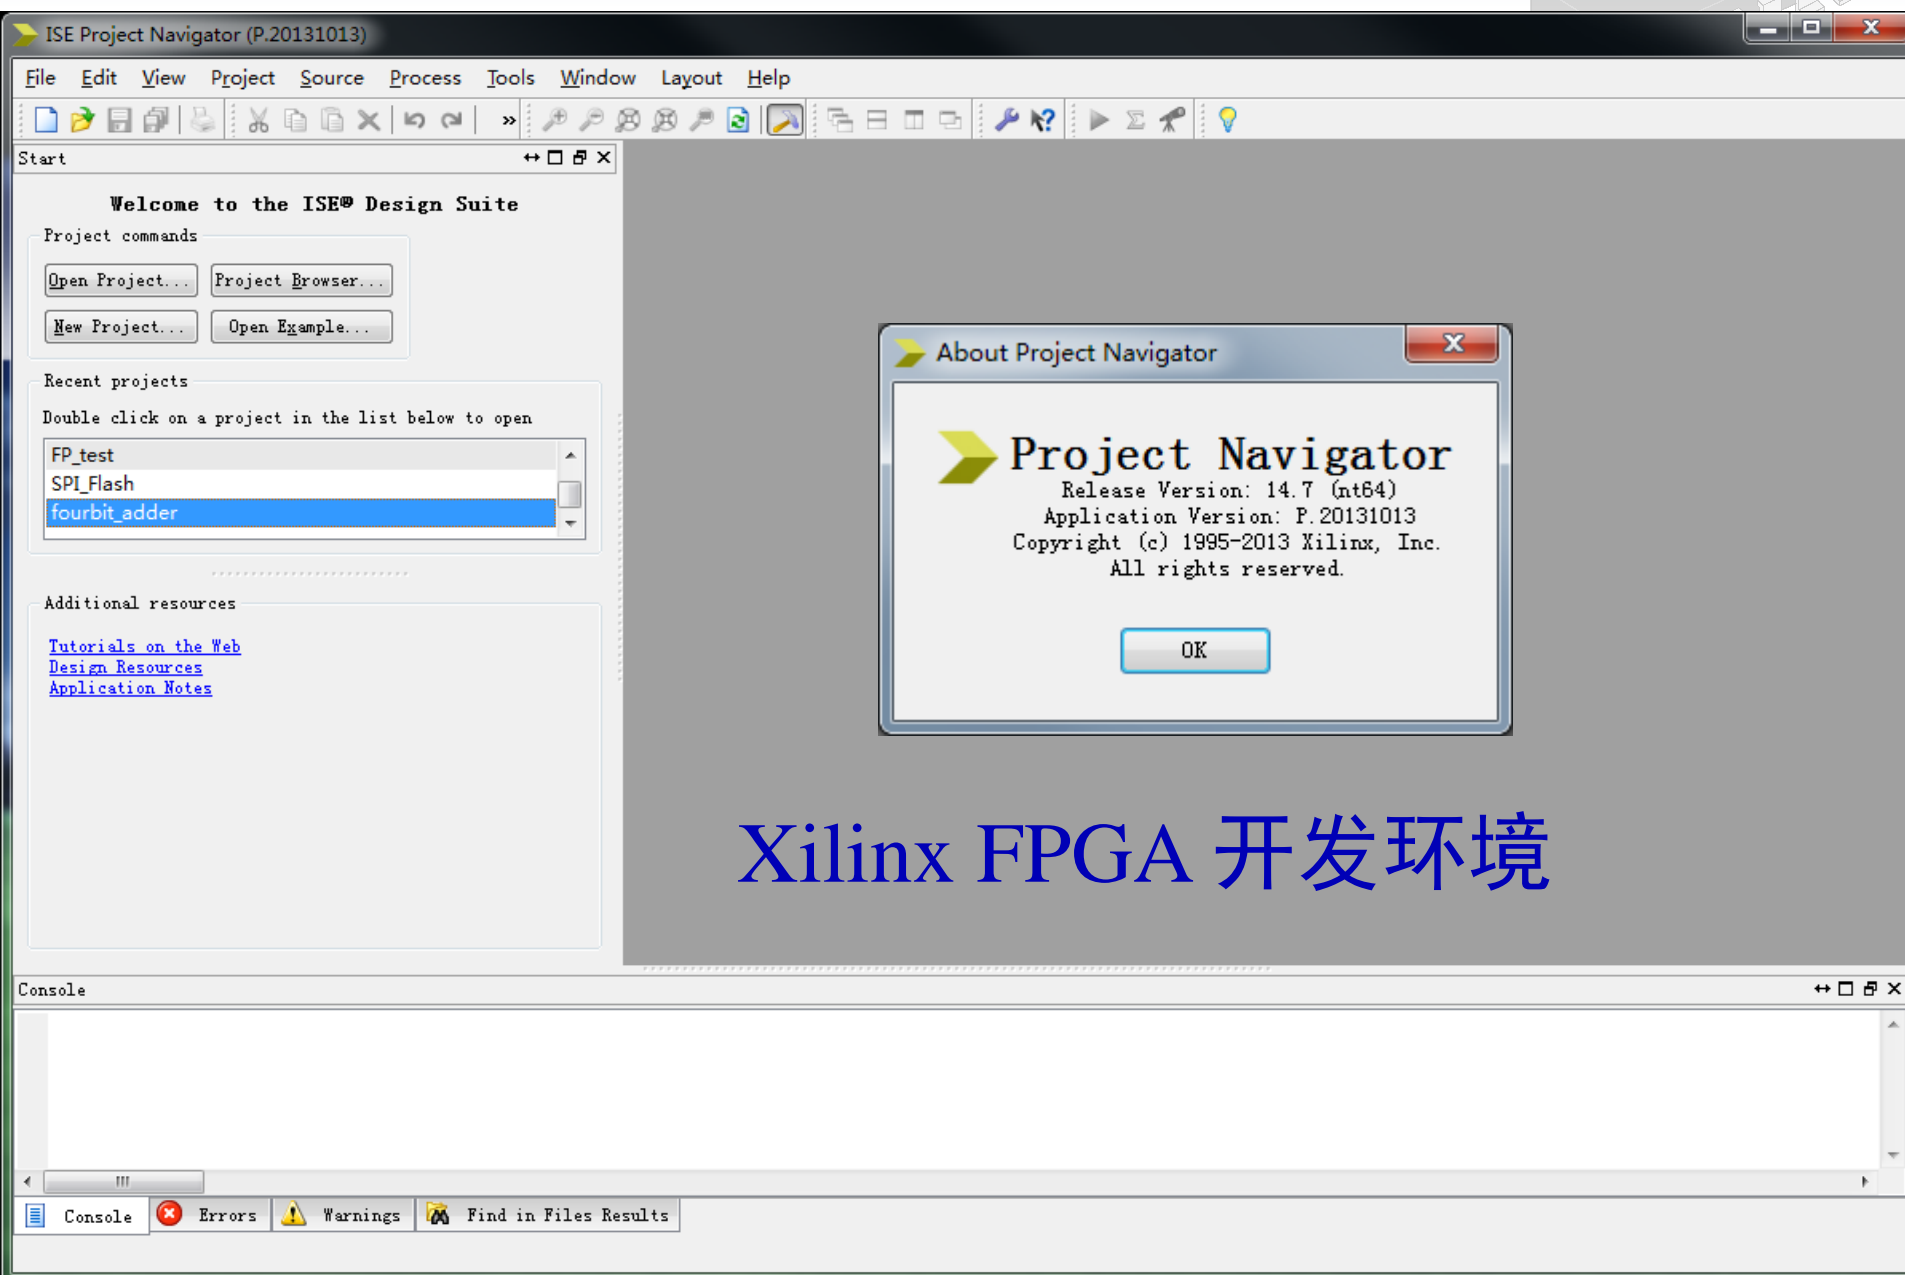 ISE Project Navigator (P.20131013)
File Edit View Project Source Process Tools Window Layout Help
Start
Welcome to the ISE® Design Suite
Project commands
Open Project... Project Browser...
New Project... Open Example...
Recent projects
Double click on a project in the list below to open
FP_test
SPI_Flash
fourbit_adder
Additional resources
Tutorials on the Web
Design Resources
Application Notes
About Project Navigator
Project Navigator
Release Version: 14.7 (nt64)
Application Version: P.20131013
Copyright (c) 1995-2013 Xilinx, Inc.
All rights reserved.
OK
Xilinx FPGA 开发环境
Console
Console Errors Warnings Find in Files Results